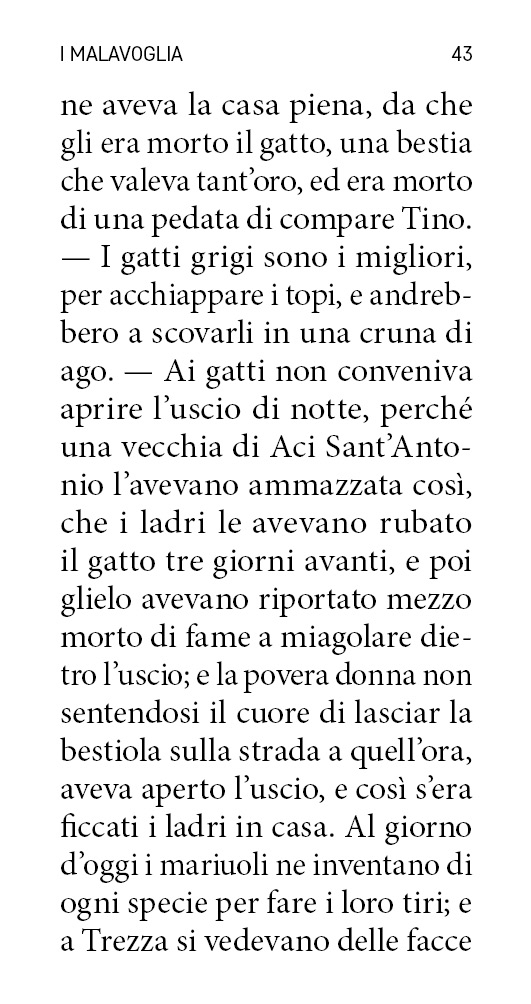 I MALAVOGLIA 43
ne aveva la casa piena, da che
gli era morto il gatto, una bestia
che valeva tant’oro, ed era morto
di una pedata di compare Tino.
— I gatti grigi sono i migliori,
per acchiappare i topi, e andreb-
bero a scovarli in una cruna di
ago. — Ai gatti non conveniva
aprire l’uscio di notte, perché
una vecchia di Aci Sant’Anto-
nio l’avevano ammazzata così,
che i ladri le avevano rubato
il gatto tre giorni avanti, e poi
glielo avevano riportato mezzo
morto di fame a miagolare die-
tro l’uscio; e la povera donna non
sentendosi il cuore di lasciar la
bestiola sulla strada a quell’ora,
aveva aperto l’uscio, e così s’era
ficcati i ladri in casa. Al giorno
d’oggi i mariuoli ne inventano di
ogni specie per fare i loro tiri; e
a Trezza si vedevano delle facce